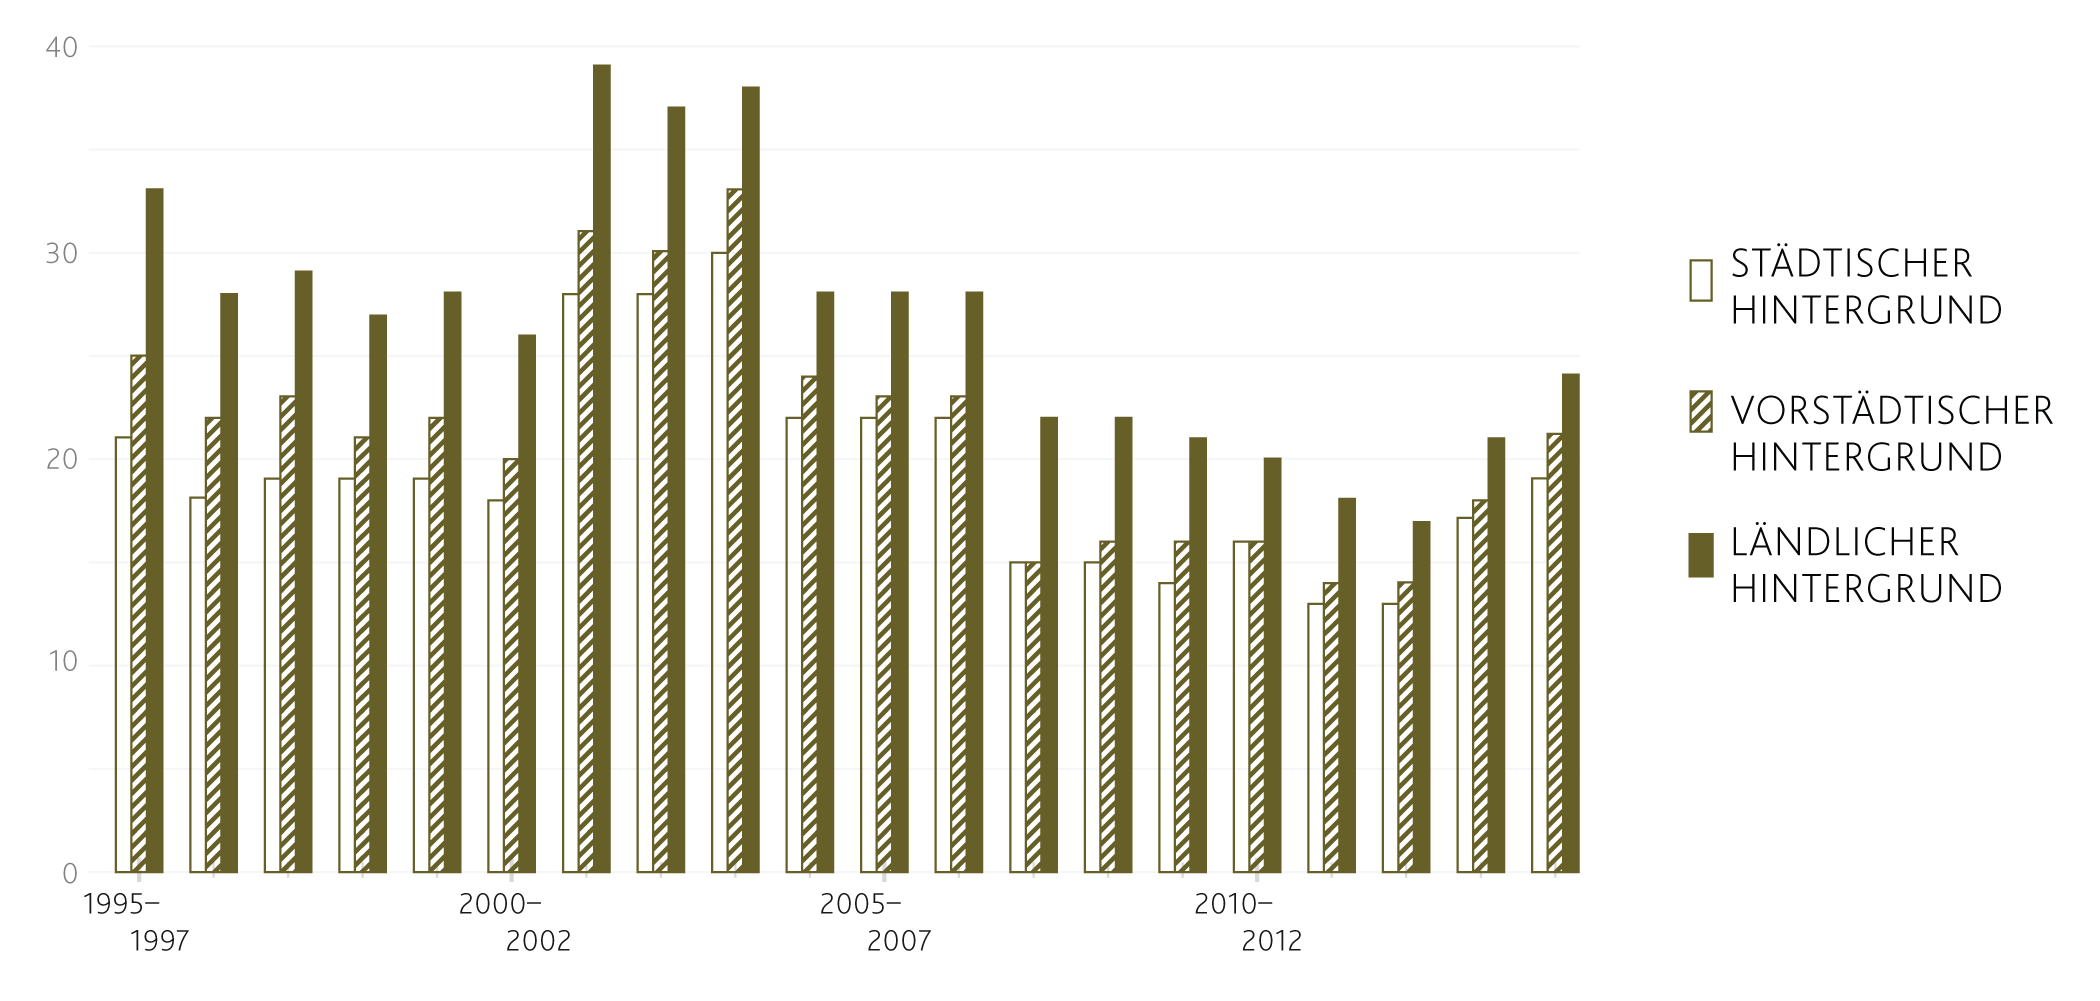 40
30
20
10
0
1995–
1997
2000–
2002
2005–
2007
2010–
2012
STÄDTISCHER
HINTERGRUND
VORSTÄDTISCHER
HINTERGRUND
LÄNDLICHER
HINTERGRUND